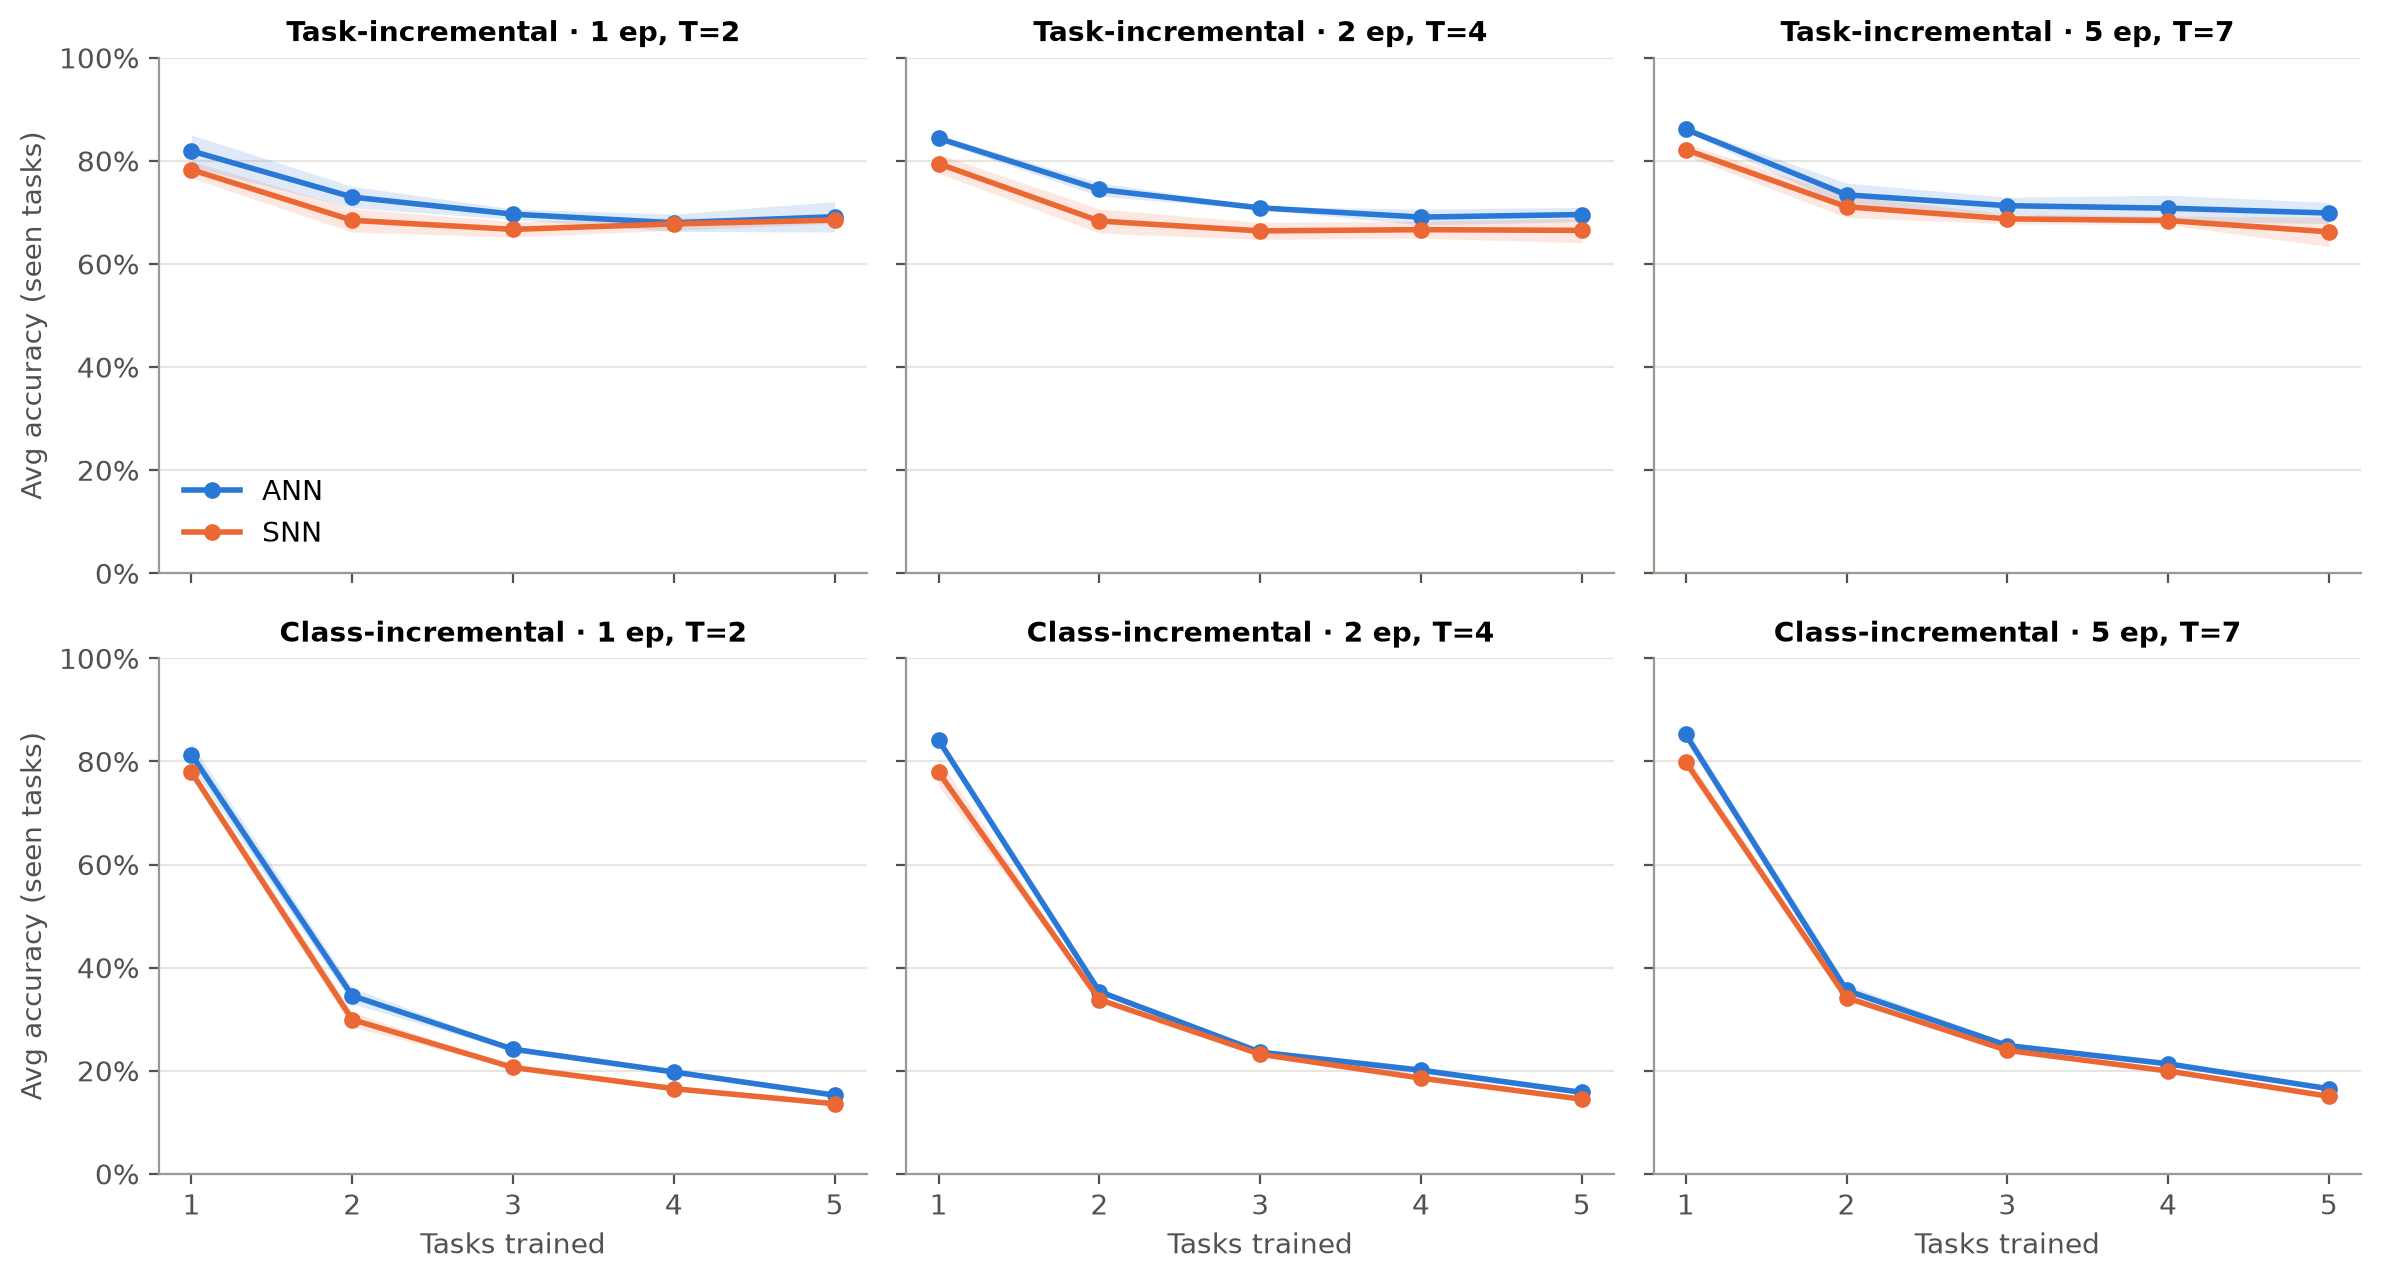 Task-incremental · 1 ep, T=2
Task-incremental · 2 ep, T=4
Task-incremental · 5 ep, T=7
100%
80%
60%
40%
20%
0%
Avg accuracy (seen tasks)
ANN
SNN
Class-incremental · 1 ep, T=2
Class-incremental · 2 ep, T=4
Class-incremental · 5 ep, T=7
100%
80%
60%
40%
20%
0%
Avg accuracy (seen tasks)
1 2 3 4 5
1 2 3 4 5
1 2 3 4 5
Tasks trained
Tasks trained
Tasks trained